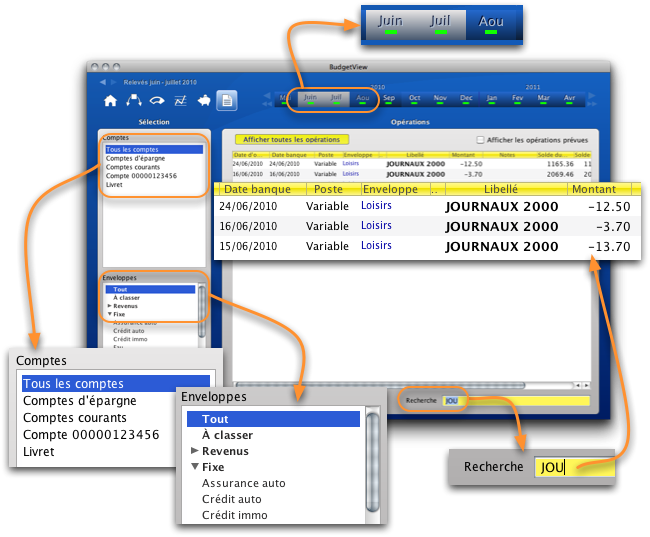 Juin Juil Aou
BudgetView
Relevés juin - juillet 2010
2010 2011
Mai Juin Juil Aou Sep Oct Nov Dec Jan Fev Mar Avr
Sélection
Opérations
Comptes
Tous les comptes
Comptes d'épargne
Comptes courants
Compte 00000123456
Livret
Afficher toutes les opérations
Afficher les opérations prévues
Date d'o... Date banque Poste Enveloppe .. Libellé Montant Notes Solde du ... Solde
24/06/2010 24/06/2010 Variable Loisirs JOURNAUX 2000 -12.50 1165.36 11
16/06/2010 16/06/2010 Variable Loisirs JOURNAUX 2000 -3.70 2069.46 20
Date banque Poste Enveloppe .. Libellé Montant
24/06/2010 Variable Loisirs JOURNAUX 2000 -12.50
16/06/2010 Variable Loisirs JOURNAUX 2000 -3.70
15/06/2010 Variable Loisirs JOURNAUX 2000 -13.70
Enveloppes
Tout
À classer
Revenus
Fixe
Assurance auto
Crédit auto
Crédit immo
Eau
Recherche JOU
Comptes
Tous les comptes
Comptes d'épargne
Comptes courants
Compte 00000123456
Livret
Enveloppes
Tout
À classer
Revenus
Fixe
Assurance auto
Crédit auto
Crédit immo
Recherche JOU